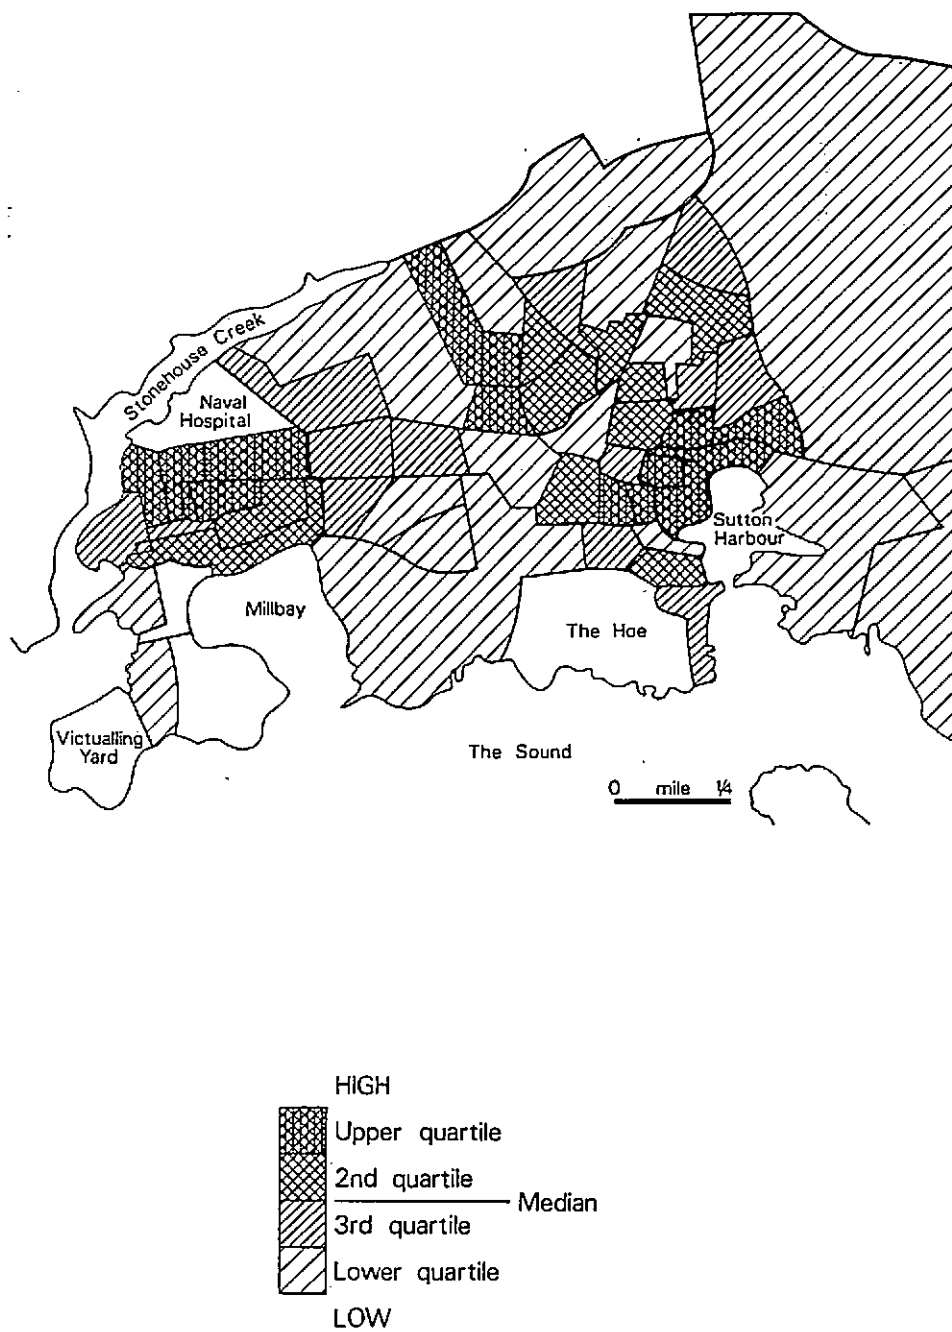 Stonehouse Creek
Naval
Hospital
Sutton
Harbour
Millbay
The Hoe
Victualling
Yard
The Sound
0 mile ¼
HIGH
Upper quartile
2nd quartile
Median
3rd quartile
Lower quartile
LOW